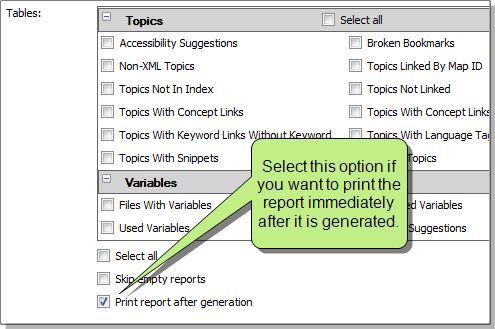 Tables:
Topics Select all
Accessibility Suggestions Broken Bookmarks
Non-XML Topics Topics Linked By Map ID
Topics Not In Index Topics Not Linked
Topics With Concept Links Topics With Concept Links
Topics With Keyword Links Without Keyword Topics With Language Tag
Topics With Snippets Topics
Variables
Files With Variables ed Variables
Used Variables Suggestions
Select all
Skip empty reports
Print report after generation
Select this option if
you want to print the
report immediately
after it is generated.